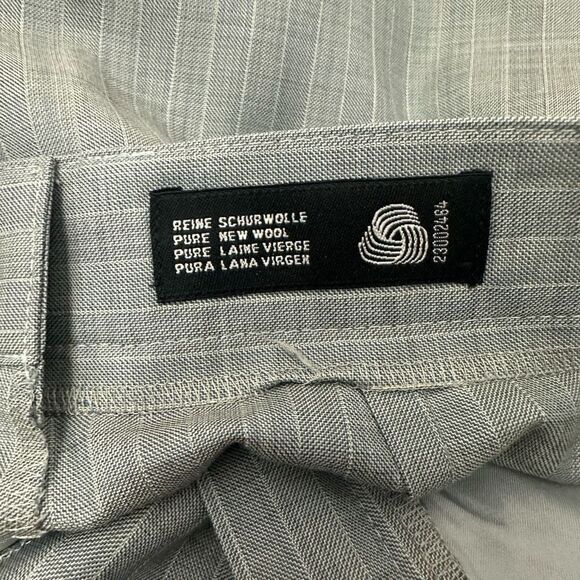 REINE SCHURWOLLE
PURE NEW WOOL
PURE LAINE VIERGE
PURA LANA VIRGEN
23002464